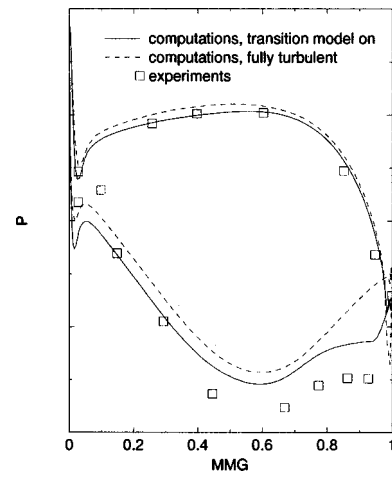 computations, transition model on
computations, fully turbulent
experiments
P
0 0.2 0.4 0.6 0.8 1
MMG